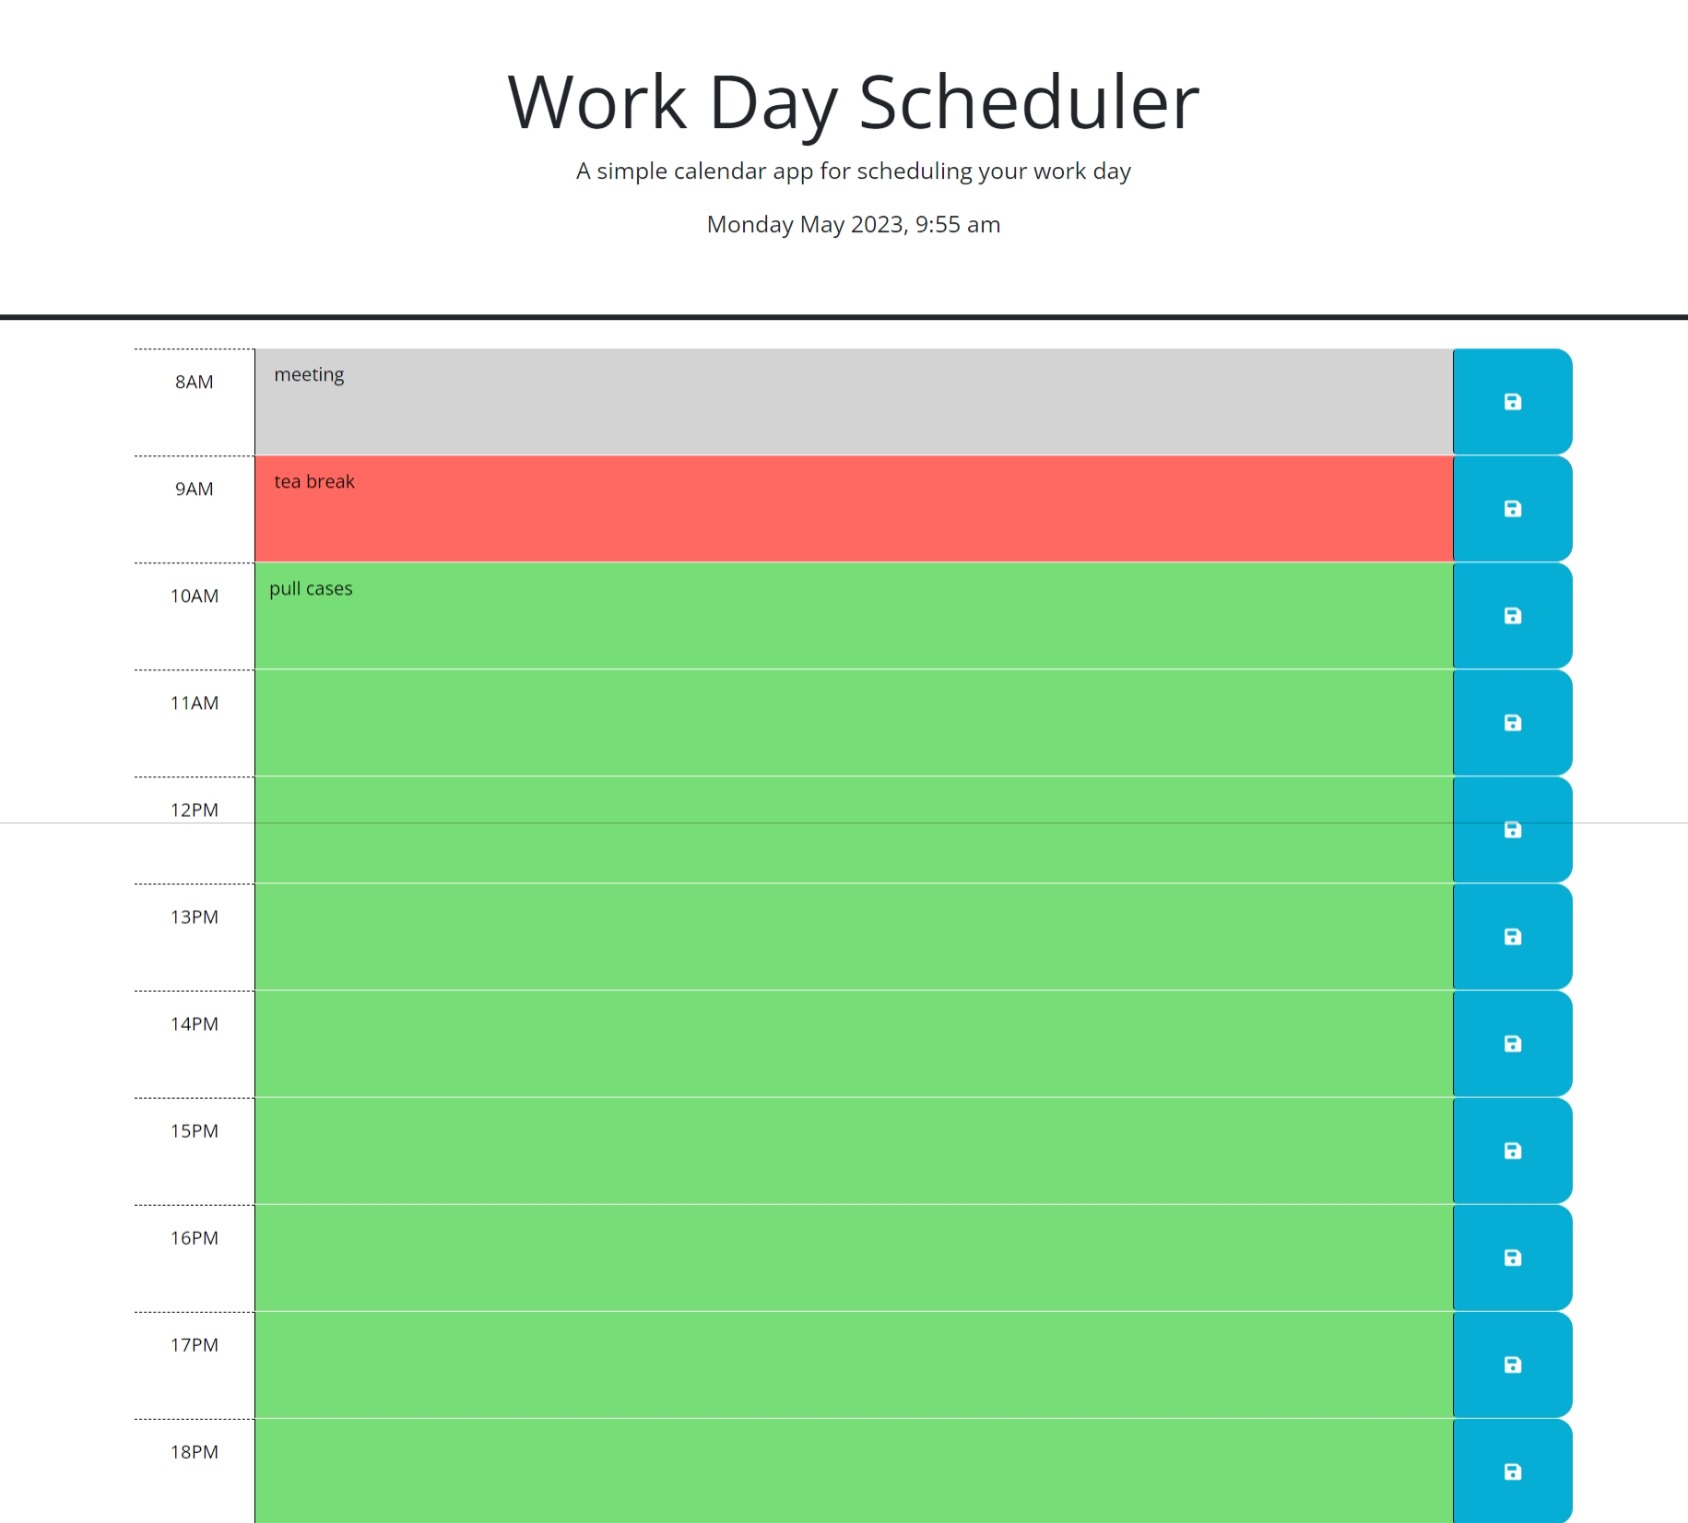 Work Day Scheduler
A simple calendar app for scheduling your work day
Monday May 2023, 9:55 am
8AM
meeting
9AM
tea break
10AM
pull cases
11AM
12PM
13PM
14PM
15PM
16PM
17PM
18PM